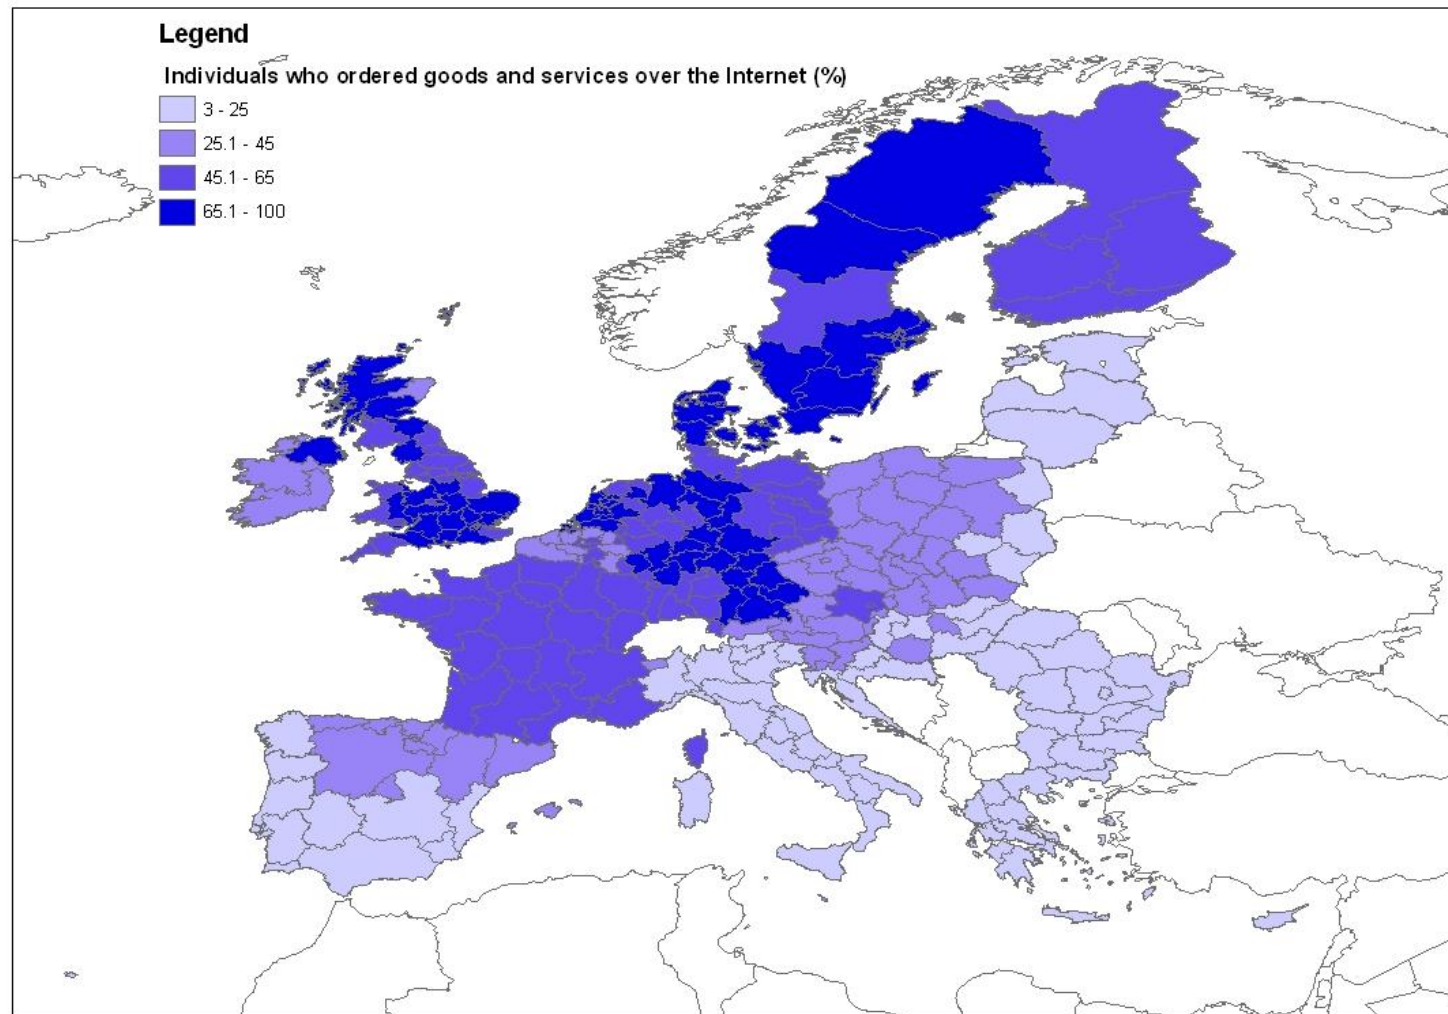 Legend
Individuals who ordered goods and services over the Internet (%)
3 - 25
25.1 - 45
45.1 - 65
65.1 - 100